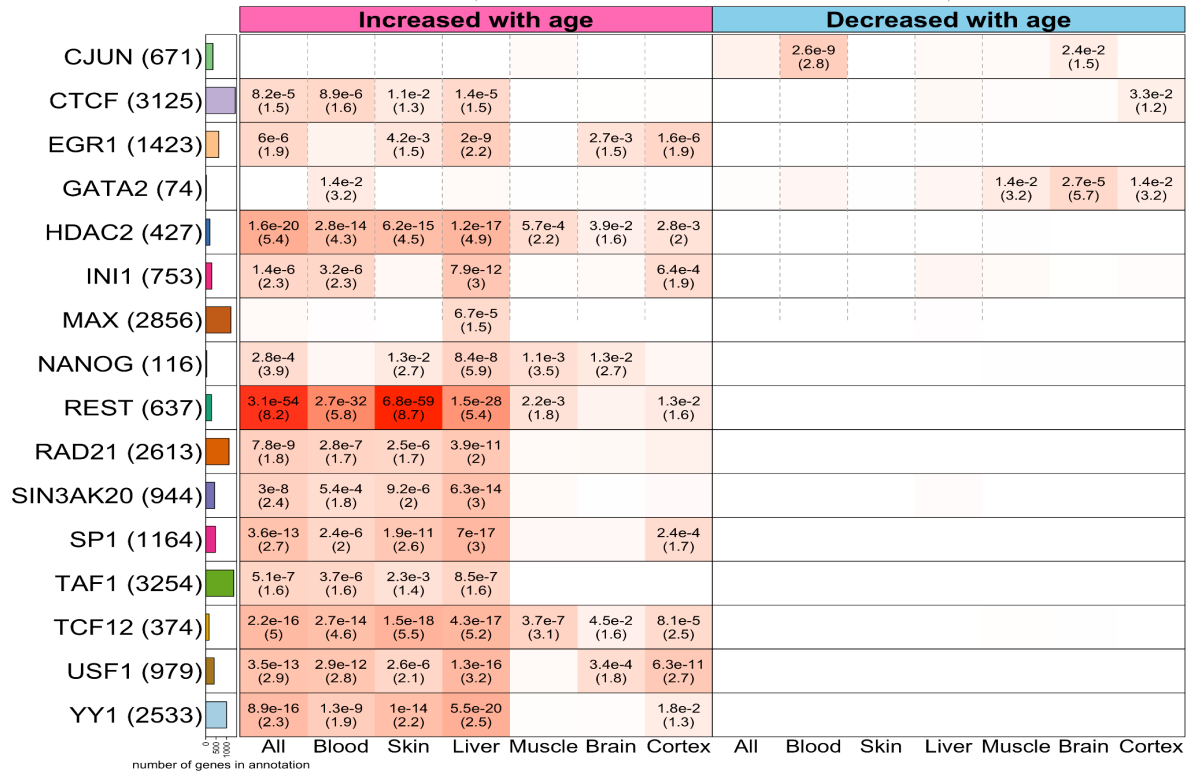 Increased with age Decreased with age
CJUN (671) 2.6e-9 (2.8) 2.4e-2 (1.5)
CTCF (3125) 8.2e-5 (1.5) 8.9e-6 (1.6) 1.1e-2 (1.3) 1.4e-5 (1.5) 3.3e-2 (1.2)
EGR1 (1423) 6e-6 (1.9) 4.2e-3 (1.5) 2e-9 (2.2) 2.7e-3 (1.5) 1.6e-6 (1.9)
GATA2 (74) 1.4e-2 (3.2) 1.4e-2 (3.2) 2.7e-5 (5.7) 1.4e-2 (3.2)
HDAC2 (427) 1.6e-20 (5.4) 2.8e-14 (4.3) 6.2e-15 (4.5) 1.2e-17 (4.9) 5.7e-4 (2.2) 3.9e-2 (1.6) 2.8e-3 (2)
INI1 (753) 1.4e-6 (2.3) 3.2e-6 (2.3) 7.9e-12 (3) 6.4e-4 (1.9)
MAX (2856) 6.7e-5 (1.5)
NANOG (116) 2.8e-4 (3.9) 1.3e-2 (2.7) 8.4e-8 (5.9) 1.1e-3 (3.5) 1.3e-2 (2.7)
REST (637) 3.1e-54 (8.2) 2.7e-32 (5.8) 6.8e-59 (8.7) 1.5e-28 (5.4) 2.2e-3 (1.8) 1.3e-2 (1.6)
RAD21 (2613) 7.8e-9 (1.8) 2.8e-7 (1.7) 2.5e-6 (1.7) 3.9e-11 (2)
SIN3AK20 (944) 3e-8 (2.4) 5.4e-4 (1.8) 9.2e-6 (2) 6.3e-14 (3)
SP1 (1164) 3.6e-13 (2.7) 2.4e-6 (2) 1.9e-11 (2.6) 7e-17 (3) 2.4e-4 (1.7)
TAF1 (3254) 5.1e-7 (1.6) 3.7e-6 (1.6) 2.3e-3 (1.4) 8.5e-7 (1.6)
TCF12 (374) 2.2e-16 (5) 2.7e-14 (4.6) 1.5e-18 (5.5) 4.3e-17 (5.2) 3.7e-7 (3.1) 4.5e-2 (1.6) 8.1e-5 (2.5)
USF1 (979) 3.5e-13 (2.9) 2.9e-12 (2.8) 2.6e-6 (2.1) 1.3e-16 (3.2) 3.4e-4 (1.8) 6.3e-11 (2.7)
YY1 (2533) 8.9e-16 (2.3) 1.3e-9 (1.9) 1e-14 (2.2) 5.5e-20 (2.5) 1.8e-2 (1.3)
0 500 1000 All Blood Skin Liver Muscle Brain Cortex All Blood Skin Liver Muscle Brain Cortex
number of genes in annotation